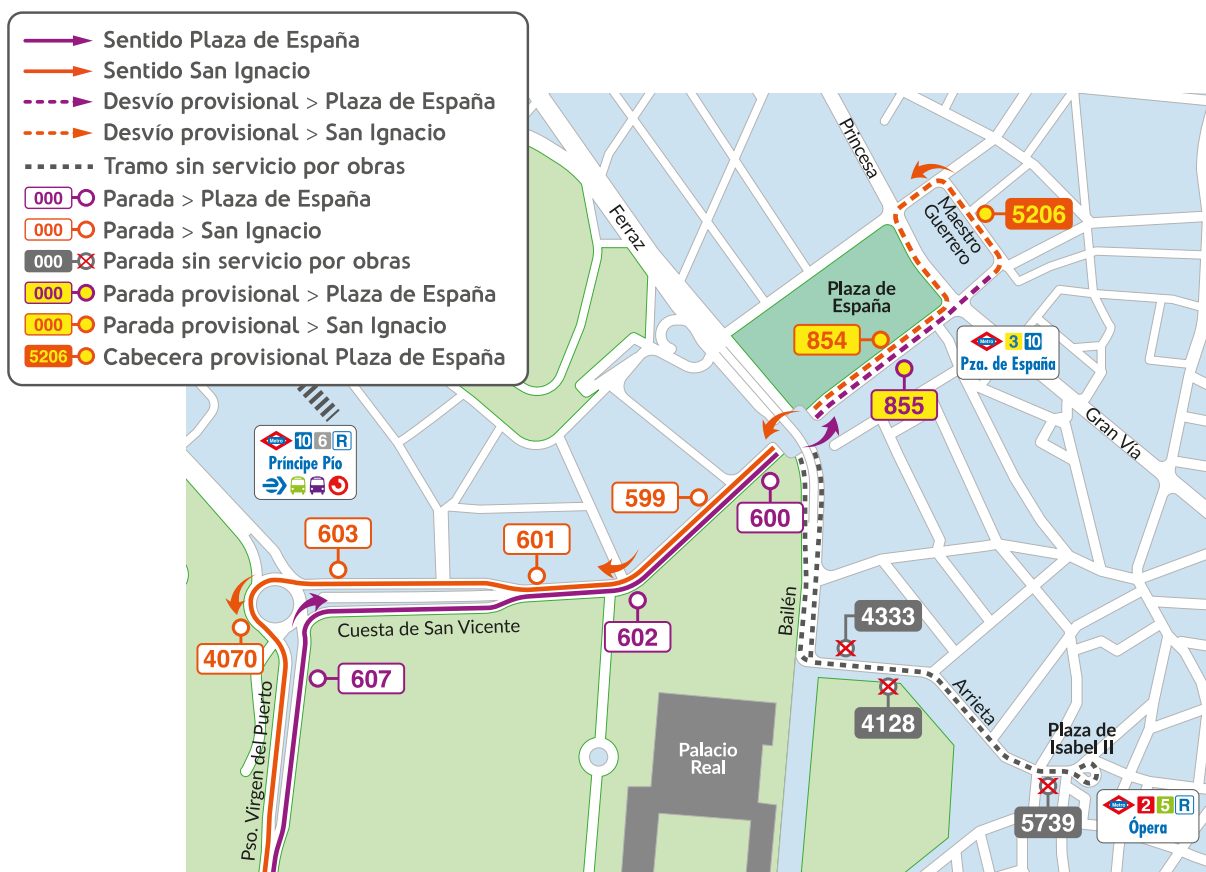 Sentido Plaza de España
Sentido San Ignacio
Desvío provisional > Plaza de España
Desvío provisional > San Ignacio
Tramo sin servicio por obras
000 Parada > Plaza de España
000 Parada > San Ignacio
000 Parada sin servicio por obras
000 Parada provisional > Plaza de España
000 Parada provisional > San Ignacio
5206 Cabecera provisional Plaza de España
Princesa
Ferraz
Maestro
Guerrero
5206
Plaza de
España
854
855
Metro 3 10
Pza. de España
Gran Vía
Metro 10 6 R
Príncipe Pío
599
600
603
601
602
Cuesta de San Vicente
4070
607
Pso. Virgen del Puerto
Bailén
4333
4128
Arrieta
Palacio
Real
Plaza de
Isabel II
5739
Metro 2 5 R
Ópera